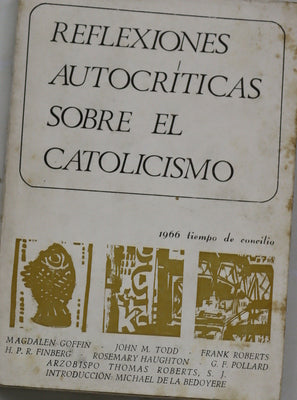 REFLEXIONES
AUTOCRÍTICAS
SOBRE EL
CATOLICISMO
1966 tiempo de concilio
MAGDALEN GOFFIN · JOHN M. TODD · FRANK ROBERTS
H. P. R. FINBERG · ROSEMARY HAUGHTON · G. F. POLLARD
ARZOBISPO THOMAS ROBERTS, S. J.
INTRODUCCIÓN: MICHAEL DE LA BEDOYERE